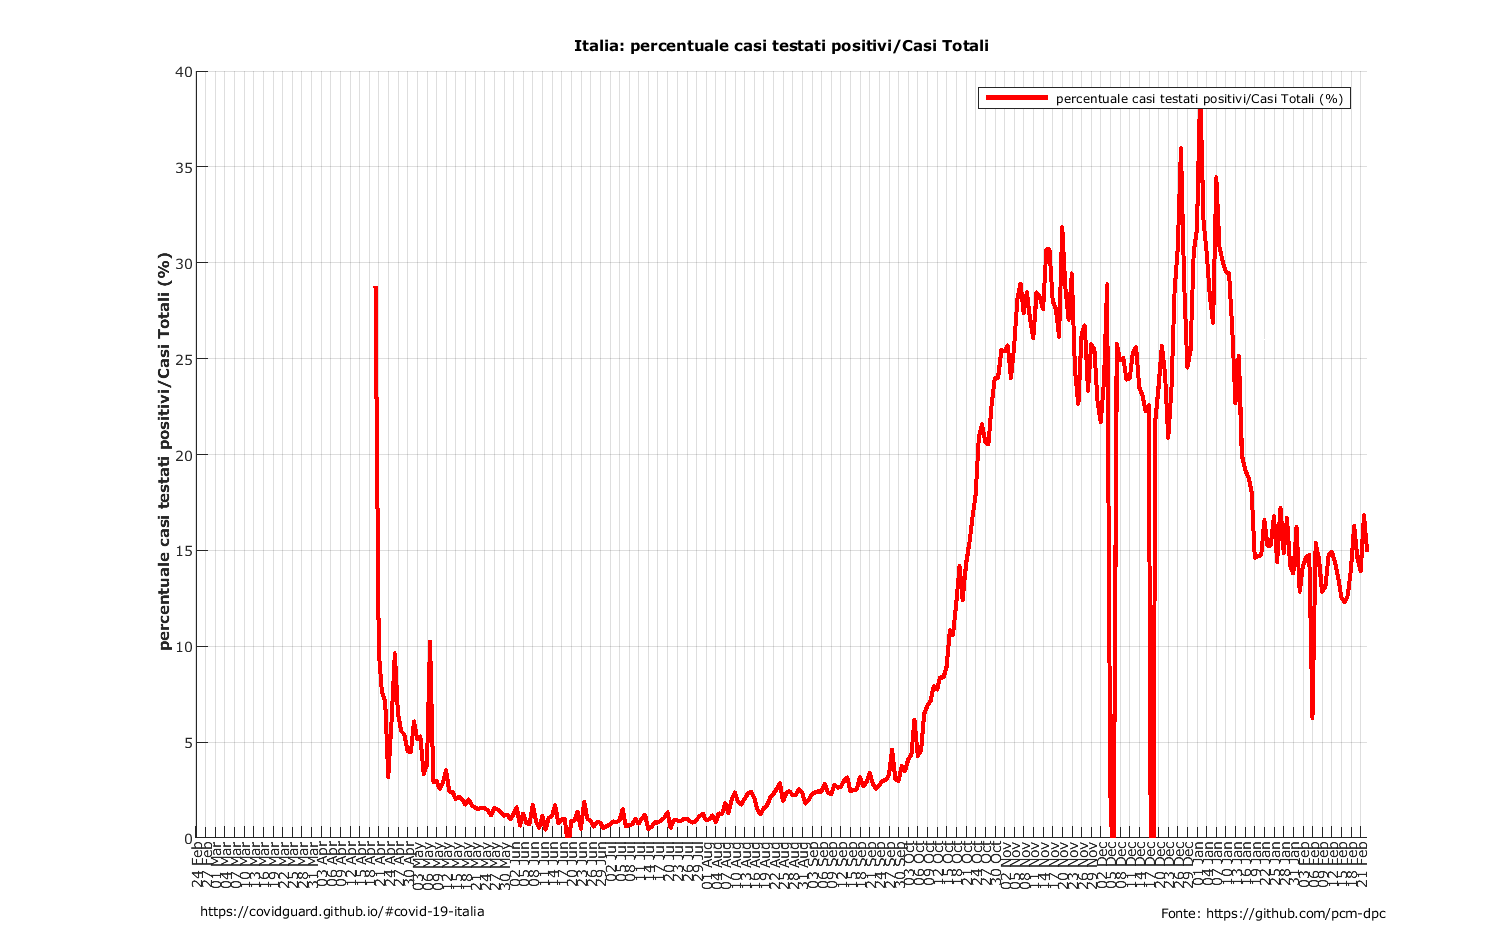 Italia: percentuale casi testati positivi/Casi Totali
percentuale casi testati positivi/Casi Totali (%)
percentuale casi testati positivi/Casi Totali (%)
40
35
30
25
20
15
10
5
0
24 Feb
27 Feb
01 Mar
04 Mar
07 Mar
10 Mar
13 Mar
16 Mar
19 Mar
22 Mar
25 Mar
28 Mar
31 Mar
03 Apr
06 Apr
09 Apr
12 Apr
15 Apr
18 Apr
21 Apr
24 Apr
27 Apr
30 Apr
03 May
06 May
09 May
12 May
15 May
18 May
21 May
24 May
27 May
30 May
02 Jun
05 Jun
08 Jun
11 Jun
14 Jun
17 Jun
20 Jun
23 Jun
26 Jun
29 Jun
02 Jul
05 Jul
08 Jul
11 Jul
14 Jul
17 Jul
20 Jul
23 Jul
26 Jul
29 Jul
01 Aug
04 Aug
07 Aug
10 Aug
13 Aug
16 Aug
19 Aug
22 Aug
25 Aug
28 Aug
31 Aug
03 Sep
06 Sep
09 Sep
12 Sep
15 Sep
18 Sep
21 Sep
24 Sep
27 Sep
30 Sep
03 Oct
06 Oct
09 Oct
12 Oct
15 Oct
18 Oct
21 Oct
24 Oct
27 Oct
30 Oct
02 Nov
05 Nov
08 Nov
11 Nov
14 Nov
17 Nov
20 Nov
23 Nov
26 Nov
29 Nov
02 Dec
05 Dec
08 Dec
11 Dec
14 Dec
17 Dec
20 Dec
23 Dec
26 Dec
29 Dec
01 Jan
04 Jan
07 Jan
10 Jan
13 Jan
16 Jan
19 Jan
22 Jan
25 Jan
28 Jan
31 Jan
03 Feb
06 Feb
09 Feb
12 Feb
15 Feb
18 Feb
21 Feb
https://covidguard.github.io/#covid-19-italia
Fonte: https://github.com/pcm-dpc